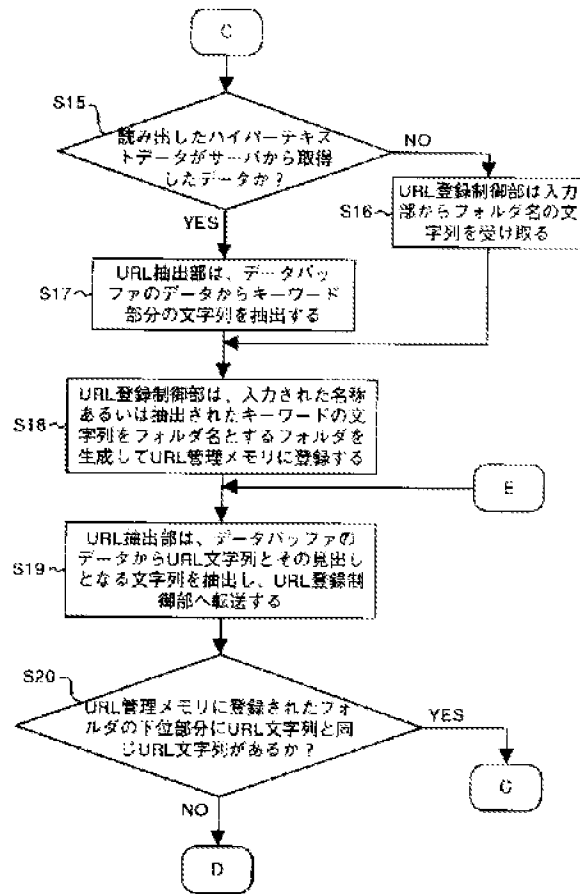 C
S15
読み出したハイパーテキス
トデータがサーバから取得
したデータか？
NO
YES
S16
URL登録制御部は入力
部からフォルダ名の文
字列を受け取る
S17
URL抽出部は、データバッ
ファのデータからキーワード
部分の文字列を抽出する
S18
URL登録制御部は、入力された名称
あるいは抽出されたキーワードの文
字列をフォルダ名とするフォルダを
生成してURL管理メモリに登録する
E
S19
URL抽出部は、データバッファの
データからURL文字列とその見出し
となる文字列を抽出し、URL登録制
御部へ転送する
S20
URL管理メモリに登録されたフォ
ルダの下位部分にURL文字列と同
じURL文字列があるか？
YES
NO
G
D